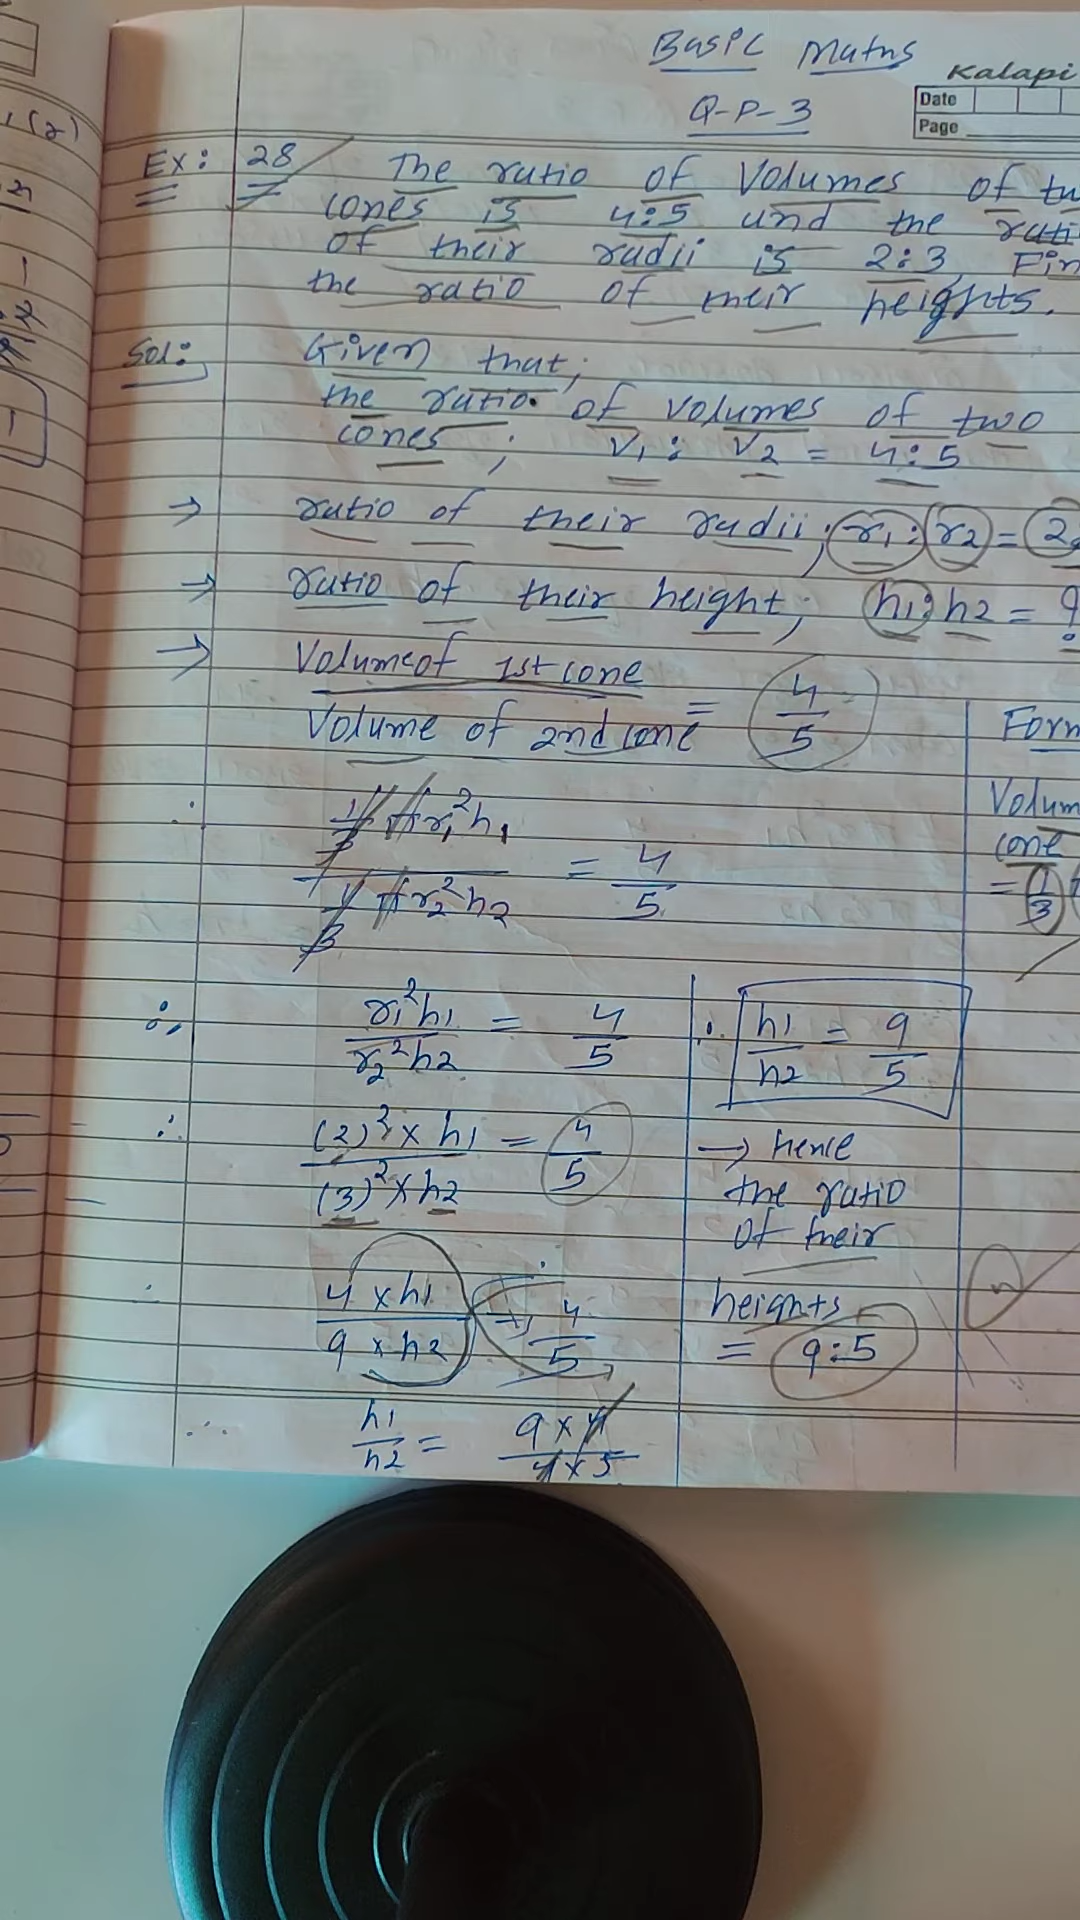 Basic Maths
Kalapi
Q-P-3
Date
Page
Ex: 28 The ratio of Volumes of
cones is 4:5 and the
of their radii is 2:3,
the ratio of their heights.
Sol: Given that;
the ratio of volumes of two
cones; V1: V2 = 4:5
→ ratio of their radii; r1: r2 = 2
→ ratio of their height; h1: h2 = ?
→ Volume of 1st cone
Volume of 2nd cone
= 4/5
1/3 π r1²h1
1/3 π r2²h2
= 4/5
Volum
cone
= 1/3
∴ r1²h1 / r2²h2 = 4/5
∴ (2)² × h1 / (3)² × h2 = 4/5
4 × h1 / 9 × h2 = 4/5
∴ h1/h2 = 9 × 4 / 4 × 5
∴ h1/h2 = 9/5
→ hence
the ratio
of their
heights
= 9:5